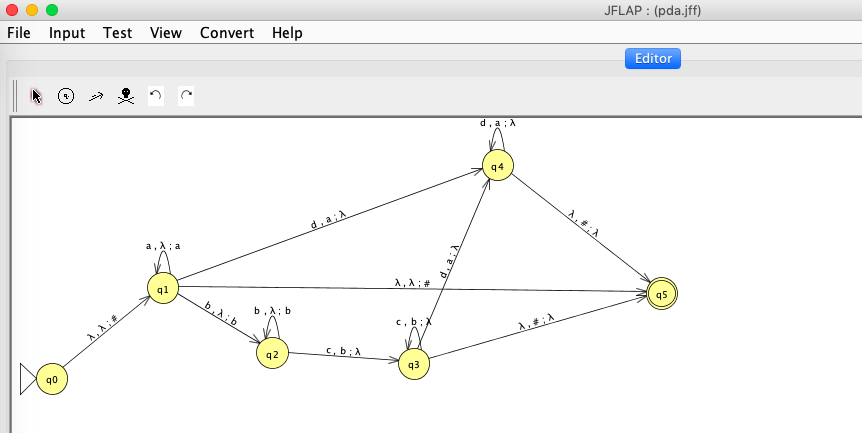 JFLAP : (pda.jff)
File Input Test View Convert Help
Editor
d , a ; λ
q4
d , a ; λ
λ , # ; λ
a , λ ; a
d , a ; λ
q1
λ , λ ; #
q5
b , λ ; b
b , λ ; b
c , b ; λ
λ , # ; λ
λ , λ ; #
q2
c , b ; λ
q3
q0